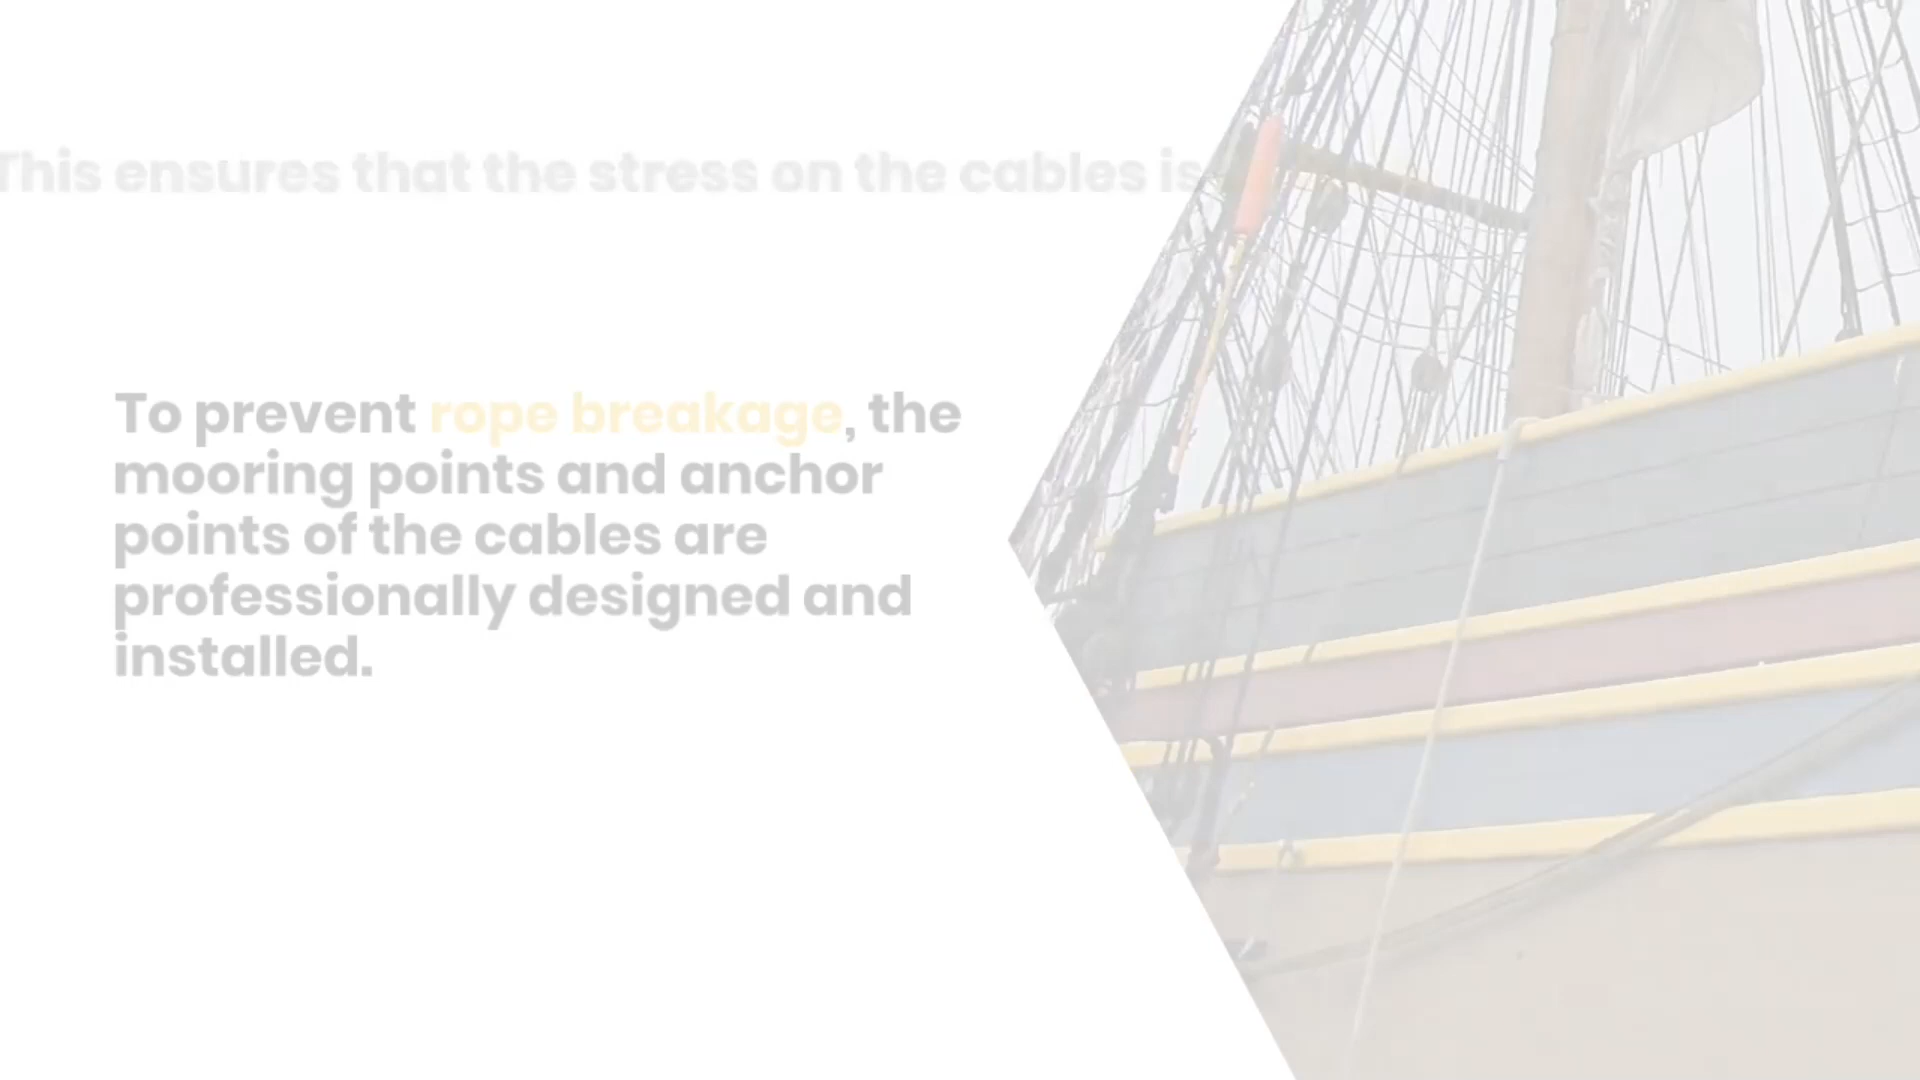 This ensures that the stress on the cables is
To prevent rope breakage, the
mooring points and anchor
points of the cables are
professionally designed and
installed.